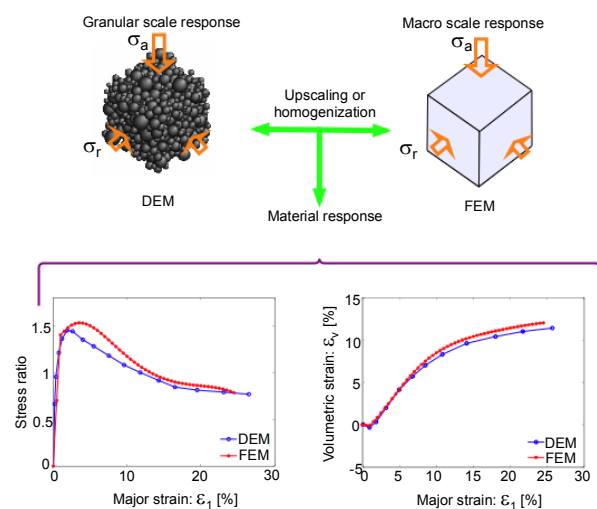 Granular scale response
Macro scale response
σa
σa
Upscaling or
homogenization
σr
σr
DEM
FEM
Material response
Stress ratio
1.5
1
0.5
0
0
10
20
30
DEM
FEM
Major strain: ε1 [%]
Volumetric strain: εv [%]
15
10
5
0
-5
0
5
10
15
20
25
30
DEM
FEM
Major strain: ε1 [%]